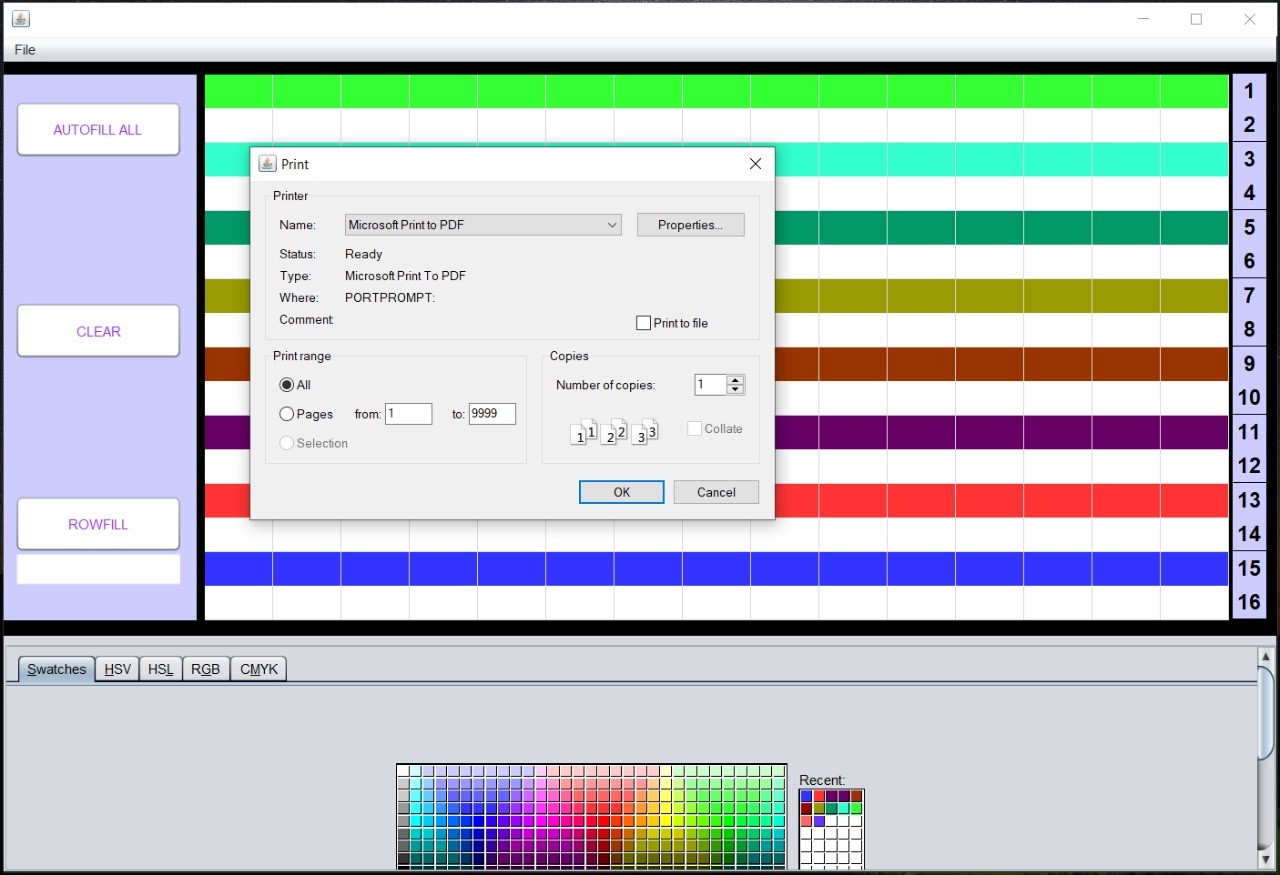 File
AUTOFILL ALL
CLEAR
ROWFILL
1
2
3
4
5
6
7
8
9
10
11
12
13
14
15
16
Print
Printer
Name: Microsoft Print to PDF Properties...
Status: Ready
Type: Microsoft Print To PDF
Where: PORTPROMPT:
Comment:
Print to file
Print range
All
Pages from: 1 to: 9999
Selection
Copies
Number of copies: 1
1 1 2 2 3 3 Collate
OK Cancel
Swatches HSV HSL RGB CMYK
Recent: